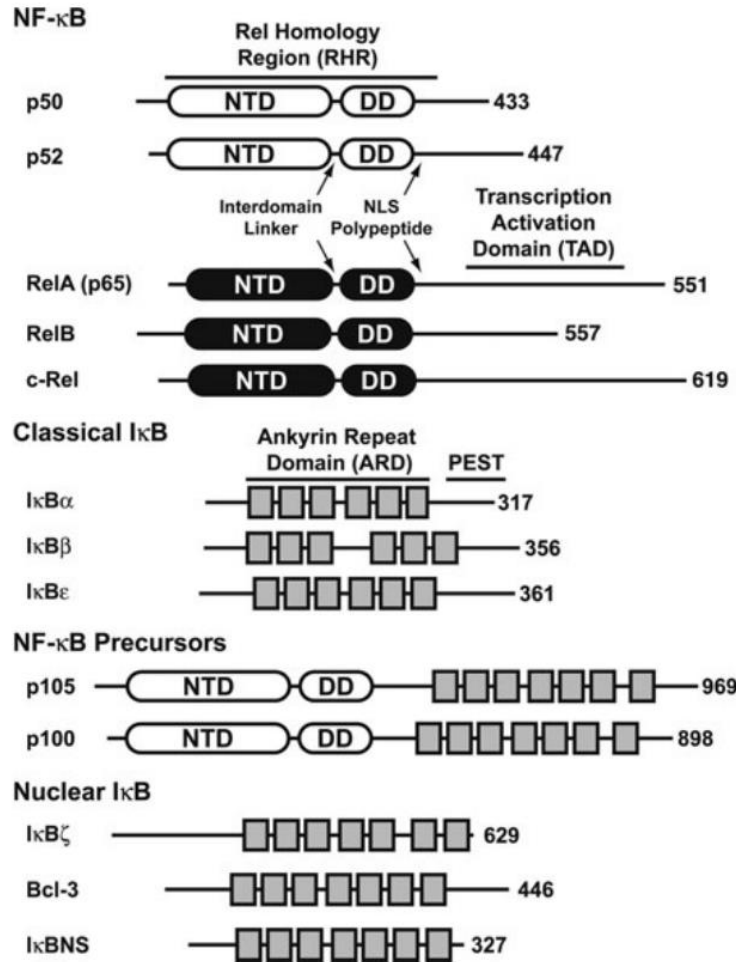 NF-κB
Rel Homology
Region (RHR)
p50 NTD DD 433
p52 NTD DD 447
Interdomain
Linker
NLS
Polypeptide
Transcription
Activation
Domain (TAD)
RelA (p65) NTD DD 551
RelB NTD DD 557
c-Rel NTD DD 619
Classical IκB
Ankyrin Repeat
Domain (ARD)
PEST
IκBα 317
IκBβ 356
IκBε 361
NF-κB Precursors
p105 NTD DD 969
p100 NTD DD 898
Nuclear IκB
IκBζ 629
Bcl-3 446
IκBNS 327